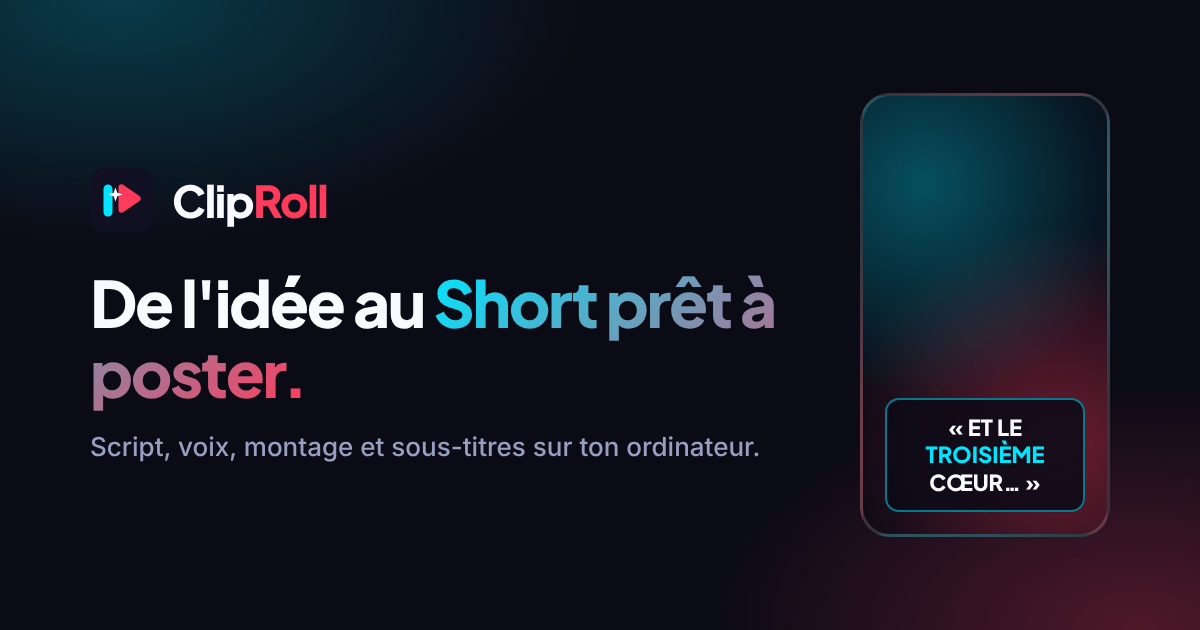 ClipRoll
De l'idée au Short prêt à
poster.
Script, voix, montage et sous-titres sur ton ordinateur.
« ET LE
TROISIÈME
CŒUR… »